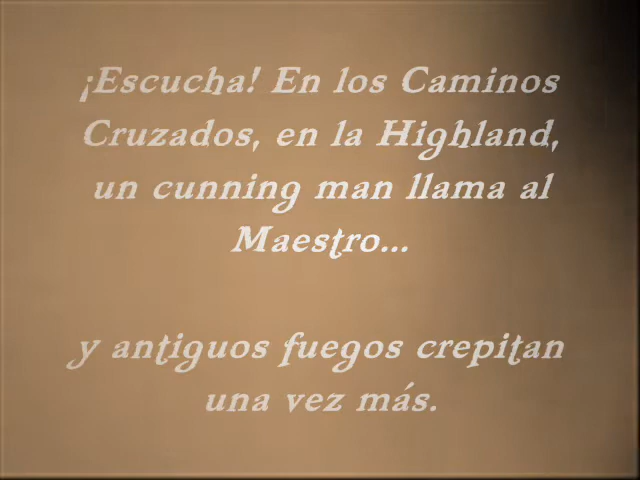 ¡Escucha! En los Caminos
Cruzados, en la Highland,
un cunning man llama al
Maestro...
y antiguos fuegos crepitan
una vez más.